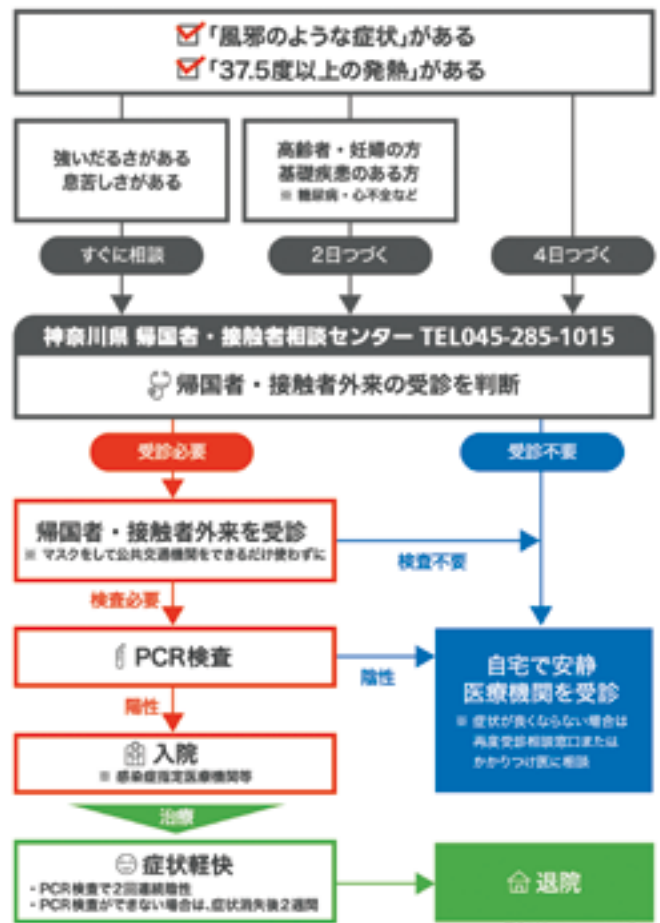 「風邪のような症状」がある
「37.5度以上の発熱」がある
強いだるさがある
息苦しさがある
高齢者・妊婦の方
基礎疾患のある方
※ 糖尿病・心不全など
すぐに相談
2日つづく
4日つづく
神奈川県 帰国者・接触者相談センター TEL045-285-1015
帰国者・接触者外来の受診を判断
受診必要
受診不要
帰国者・接触者外来を受診
※ マスクをして公共交通機関をできるだけ使わずに
検査不要
検査必要
PCR検査
陰性
自宅で安静
医療機関を受診
※ 症状が良くならない場合は
再度受診相談窓口または
かかりつけ医に相談
陽性
入院
※ 感染症指定医療機関等
治療
症状軽快
・PCR検査で2回連続陰性
・PCR検査ができない場合は、症状消失後2週間
退院